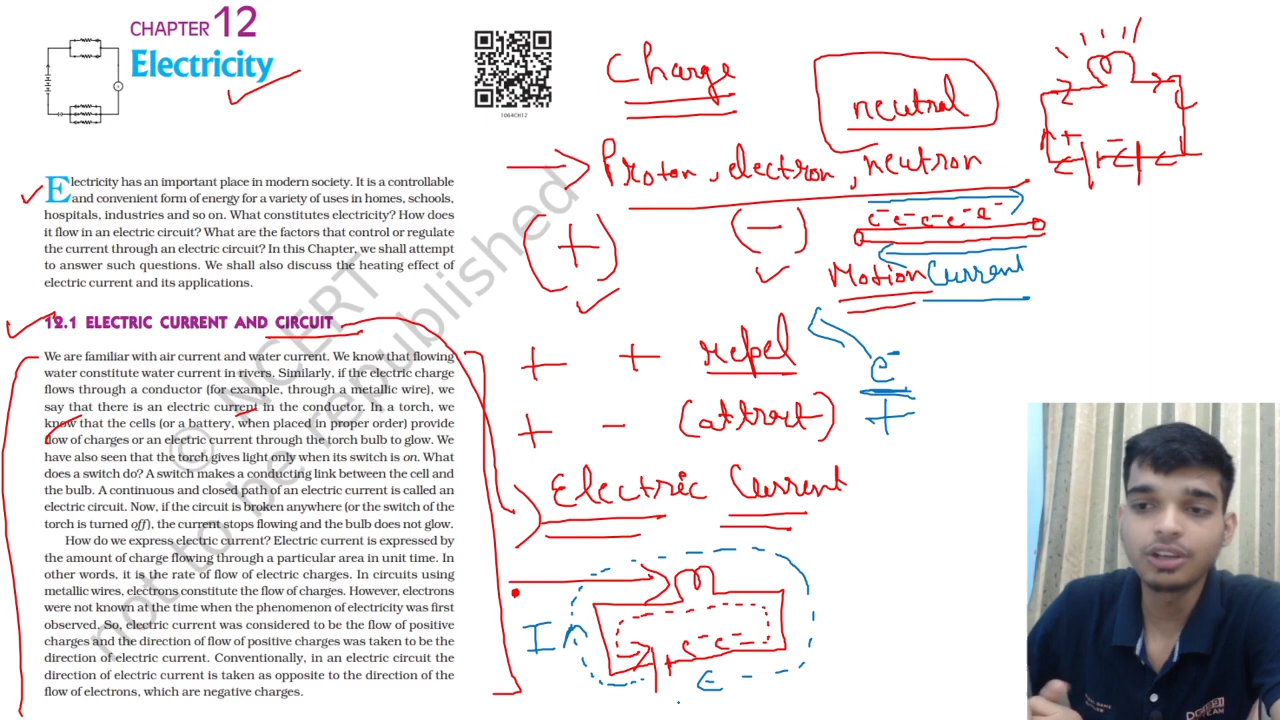 CHAPTER 12
Electricity
1064CH12
Electricity has an important place in modern society. It is a controllable
and convenient form of energy for a variety of uses in homes, schools,
hospitals, industries and so on. What constitutes electricity? How does
it flow in an electric circuit? What are the factors that control or regulate
the current through an electric circuit? In this Chapter, we shall attempt
to answer such questions. We shall also discuss the heating effect of
electric current and its applications.
12.1 ELECTRIC CURRENT AND CIRCUIT
We are familiar with air current and water current. We know that flowing
water constitute water current in rivers. Similarly, if the electric charge
flows through a conductor (for example, through a metallic wire), we
say that there is an electric current in the conductor. In a torch, we
know that the cells (or a battery, when placed in proper order) provide
flow of charges or an electric current through the torch bulb to glow. We
have also seen that the torch gives light only when its switch is on. What
does a switch do? A switch makes a conducting link between the cell and
the bulb. A continuous and closed path of an electric current is called an
electric circuit. Now, if the circuit is broken anywhere (or the switch of the
torch is turned off), the current stops flowing and the bulb does not glow.
How do we express electric current? Electric current is expressed by
the amount of charge flowing through a particular area in unit time. In
other words, it is the rate of flow of electric charges. In circuits using
metallic wires, electrons constitute the flow of charges. However, electrons
were not known at the time when the phenomenon of electricity was first
observed. So, electric current was considered to be the flow of positive
charges and the direction of flow of positive charges was taken to be the
direction of electric current. Conventionally, in an electric circuit the
direction of electric current is taken as opposite to the direction of the
flow of electrons, which are negative charges.
© NCERT
not to be republished
Charge
neutral
Proton, electron, neutron
(+) (-)
e- e- e- e- e-
Motion Current
+ + repel
e-
+
+ - (attract)
Electric Current
I
+ -